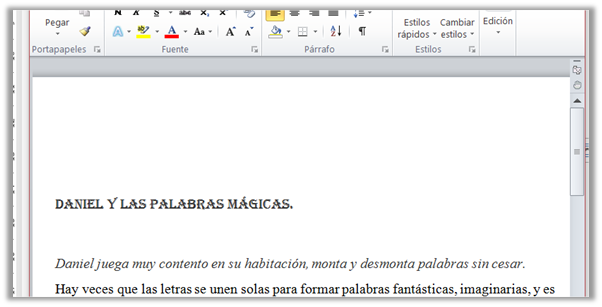 Pegar
Estilos rápidos
Cambiar estilos
Edición
Aa
A A
Portapapeles
Fuente
Párrafo
Estilos
DANIEL Y LAS PALABRAS MÁGICAS.
Daniel juega muy contento en su habitación, monta y desmonta palabras sin cesar.
Hay veces que las letras se unen solas para formar palabras fantásticas, imaginarias, y es